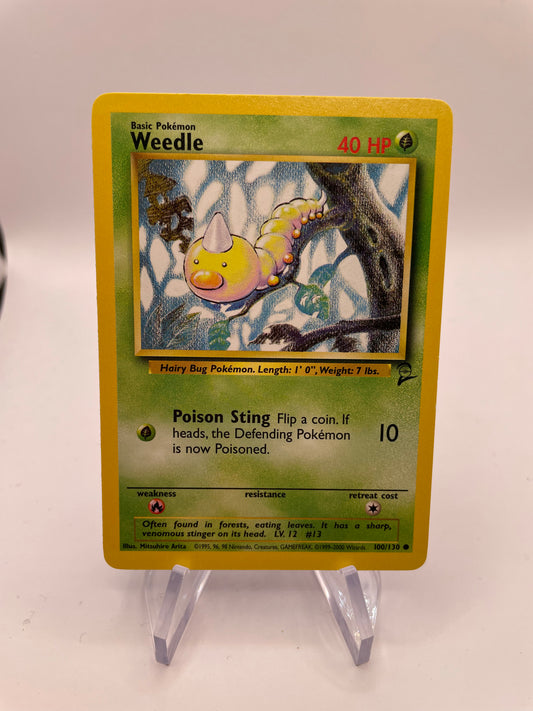 Basic Pokémon
Weedle
40 HP
Hairy Bug Pokémon. Length: 1' 0", Weight: 7 lbs.
Poison Sting Flip a coin. If
heads, the Defending Pokémon
is now Poisoned.
10
weakness resistance retreat cost
Often found in forests, eating leaves. It has a sharp,
venomous stinger on its head. LV. 12 #13
Illus. Mitsuhiro Arita ©1995, 96, 98 Nintendo, Creatures, GAMEFREAK. ©1999-2000 Wizards. 100/130